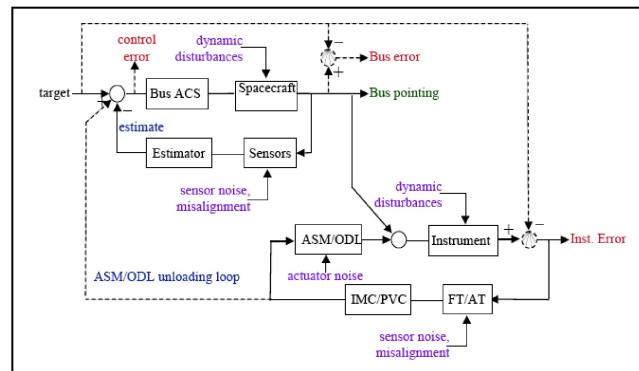 control
error
dynamic
disturbances
−
Bus error
+
target
+
−
Bus ACS
Spacecraft
Bus pointing
estimate
Estimator
Sensors
sensor noise,
misalignment
dynamic
disturbances
ASM/ODL
Instrument
+
−
Inst. Error
actuator noise
ASM/ODL unloading loop
IMC/PVC
FT/AT
sensor noise,
misalignment